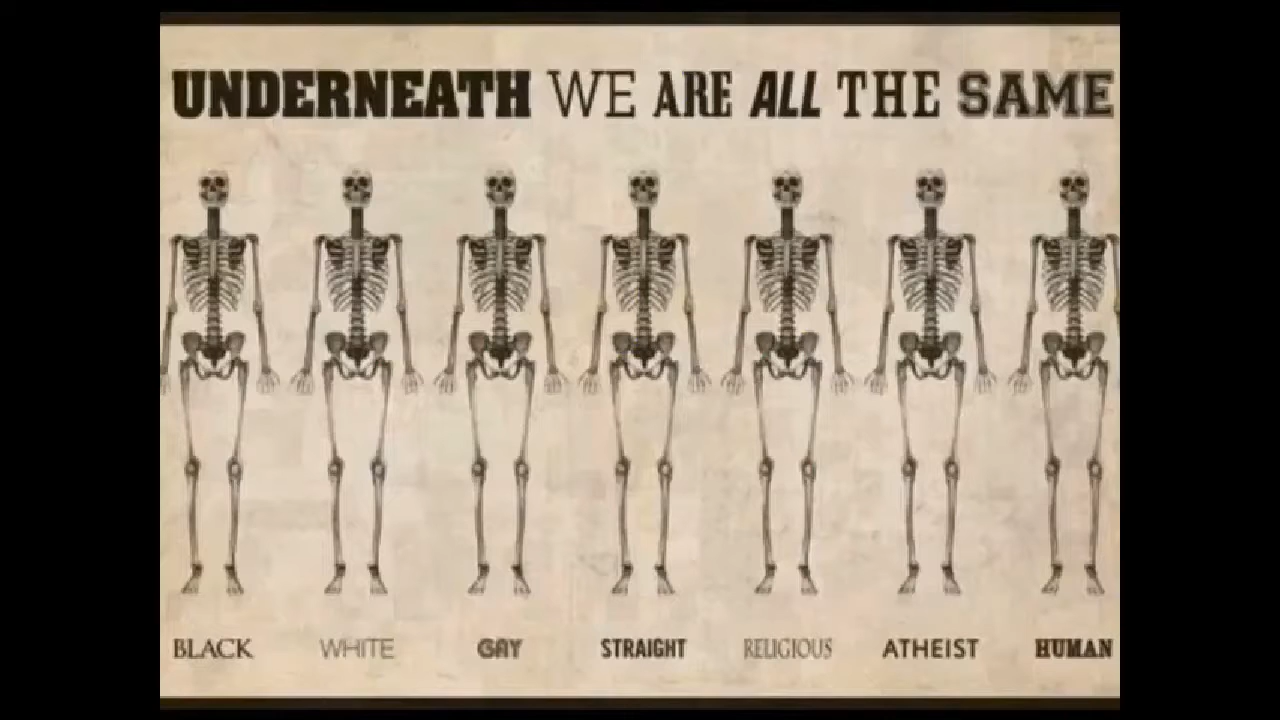 UNDERNEATH WE ARE ALL THE SAME
BLACK WHITE GAY STRAIGHT RELIGIOUS ATHEIST HUMAN